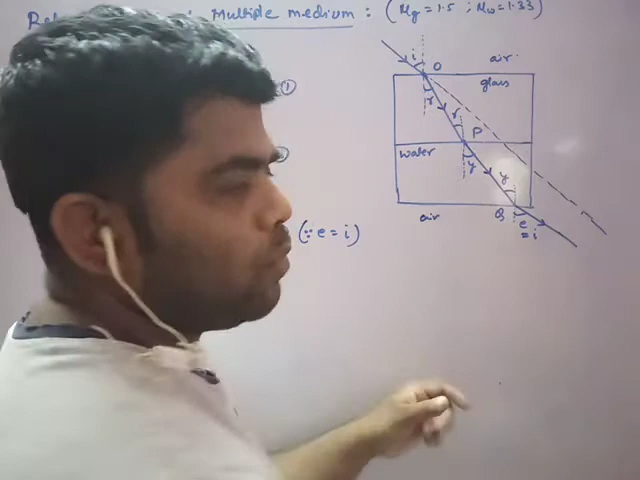 : Multiple medium : (μg = 1.5 ; μw = 1.33)
①
i
O
air
glass
r
r
P
water
y
y
air
Q
e
= i
(∵ e = i)